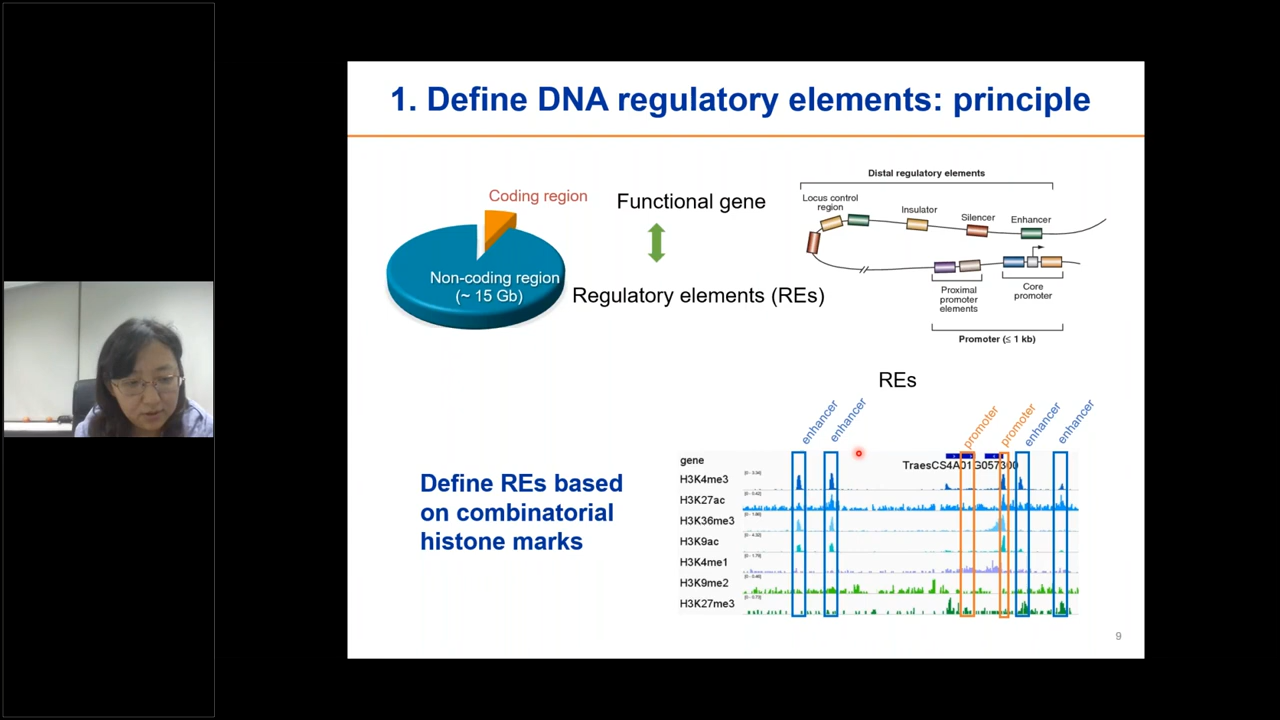 1. Define DNA regulatory elements: principle
Coding region
Non-coding region
(~ 15 Gb)
Functional gene
Regulatory elements (REs)
Distal regulatory elements
Locus control
region
Insulator
Silencer
Enhancer
Proximal
promoter
elements
Core
promoter
Promoter (≤ 1 kb)
REs
enhancer
enhancer
promoter
promoter
enhancer
enhancer
Define REs based
on combinatorial
histone marks
gene
TraesCS4A01G057300
H3K4me3
H3K27ac
H3K36me3
H3K9ac
H3K4me1
H3K9me2
H3K27me3
9